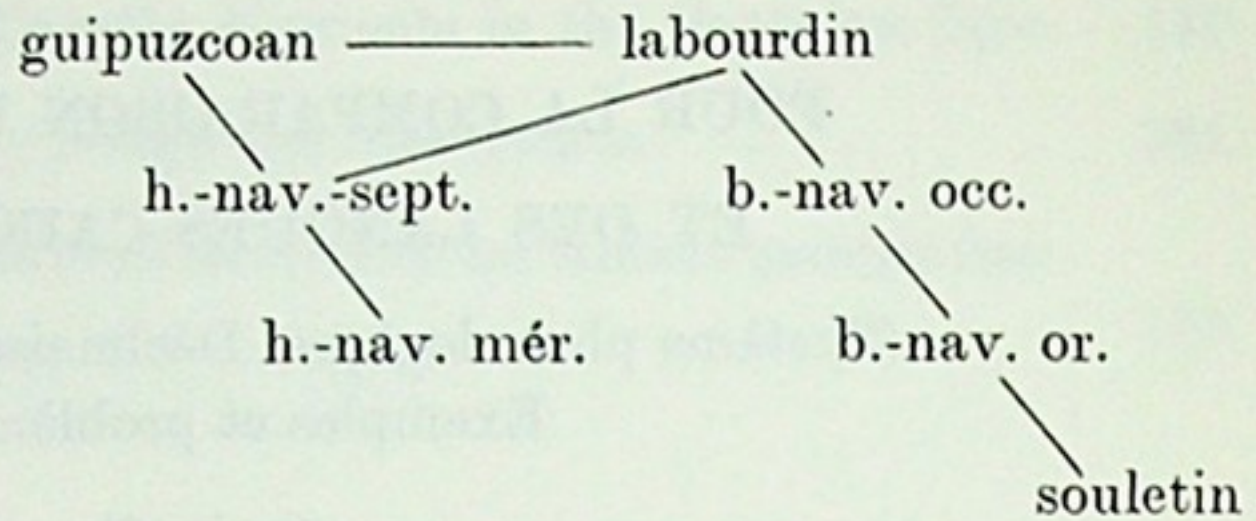 guipuzcoan labourdin
h.-nav.-sept. b.-nav. occ.
h.-nav. mér. b.-nav. or.
souletin